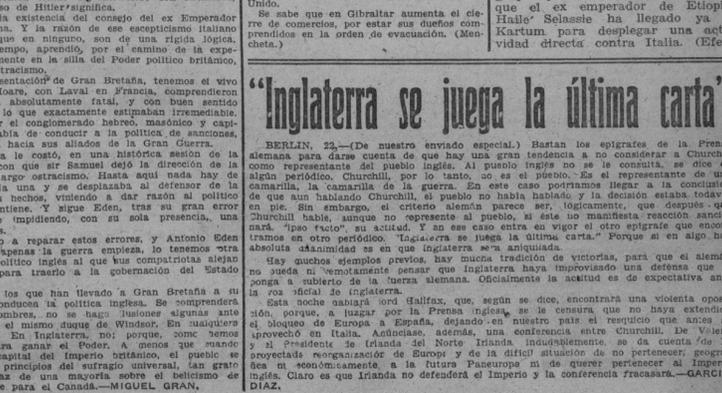 so de Hitler significa.
la existencia del consejo del ex Emperador
na. Y la razón de ese escepticismo italiano
que en ninguno, son de una rígida lógica.
tiempo, aprendió, por el camino de la expe-
mente en la silla del Poder político britámco,
ostracismo.
sentación de Gran Bretaña, tenemos el vivo
Hoare, con Laval en Francia, comprendieron
absolutamente fatal, y con buen sentido
lo que exactamente estimaban irremediable.
r el conglomerado hebreo, masónico y capi-
abía de conducir a la política de sanciones,
hacia sus aliados de la Gran Guerra.
a le costó, en una histórica sesión de la
con que sir Samuel dejó la dirección de la
largo ostracismo. Hasta aquí nada hay de
la una y se desplazaba al defensor de la
s hechos, viniendo a dar razón al político
ntiene. Y sigue Eden, tras su gran error
y impidiendo, con su sola presencia, una
o a reparar estos errores, y Antonio Eden
apenas la guerra empieza, lo tenemos otra
político inglés al que sus compatriotas alejan
para traerlo a la gobernación del Estado
los que han llevado a Gran Bretaña a su
onducen la política inglesa. Se comprenderá
ombres, no se haga ilusiones algunas ante
el mismo duque de Windsor. En cualquiera
En Inglaterra, no; porque, como hemos
ra ganar el Poder. A menos que cuando
capital del Imperio británico, el pueblo se
principios del sufragio universal, tan grato
az de una mayoría sobre el belicismo de
e para el Canadá.—MIGUEL GRAN.
Unido.
Se sabe que en Gibraltar aumenta el cie-
rre de comercios, por estar sus dueños com-
prendidos en la orden de evacuación. (Men-
cheta.)
que el ex emperador de Etiop
Haile Selassie ha llegado a
Kartum para desplegar una act
vidad directa contra Italia. (Efe
"Inglaterra se juega la última carta"
BERLIN, 22.—(De nuestro enviado especial.) Bastan los epígrafes de la Prens
alemana para darse cuenta de que hay una gran tendencia a no considerar a Church
como representante del pueblo inglés. Al pueblo inglés no se le consulta, se dice e
algún periódico, Churchill, por lo tanto, no es el pueblo. Es el representante de un
camarilla, la camarilla de la guerra. En este caso podríamos llegar a la conclusió
de que aun hablando Churchill, el pueblo no había hablado y la decisión estaba todav
en pie. Sin embargo, el criterio alemán parece ser, lógicamente, que después qu
Churchill hable, aunque no represente al pueblo, si éste no manifiesta reacción sanci
nará, "ipso facto", su actitud. Y an ese caso entra en vigor el otro epígrafe que encon
tramos en otro periódico. "Inglaterra se juega la última carta." Porque si en algo h
absoluta unanimidad es en que Inglaterra será aniquilada.
Hay muchos ejemplos previos, hay mucha tradición de victorias, para que el alemá
no pueda ni remotamente pensar que Inglaterra haya improvisado una defensa que
ponga a cubierto de la fuerza alemana. Oficialmente la actitud es de expectativa an
la voz oficial de Inglaterra.
Esta noche hablará lord Halifax, que, según se dice, encontrará una violenta opo
ción, porque, a juzgar por la Prensa inglesa, se le censura que no haya extendi
el bloqueo de Europa a España, dejando en nuestro país el resquicio que antes
aprovechó en Italia. Anúnciase, además, una conferencia entre Churchill, De Vale
y el Presidente de Irlanda del Norte. Irlanda, indudablemente, se da cuenta de
proyectada reorganización de Europa y de la difícil situación de no pertenecer, geográ
fica ni económicamente, a la futura Paneuropa ni de querer pertenecer al Imper
inglés. Claro es que Irlanda no defenderá el Imperio y la conferencia fracasará.—GARCI
DIAZ.